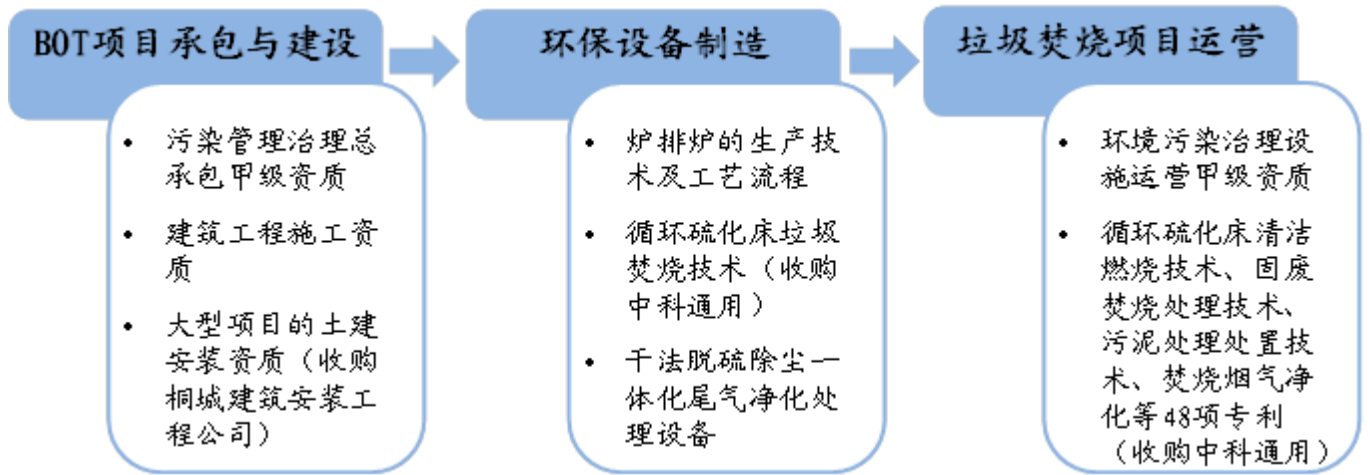 BOT项目承包与建设
• 污染管理治理总
承包甲级资质
• 建筑工程施工资
质
• 大型项目的土建
安装资质（收购
桐城建筑安装工
程公司）
环保设备制造
• 炉排炉的生产技
术及工艺流程
• 循环硫化床垃圾
焚烧技术（收购
中科通用）
• 干法脱硫除尘一
体化尾气净化处
理设备
垃圾焚烧项目运营
• 环境污染治理设
施运营甲级资质
• 循环硫化床清洁
燃烧技术、固废
焚烧处理技术、
污泥处理处置技
术、焚烧烟气净
化等48项专利
（收购中科通用）